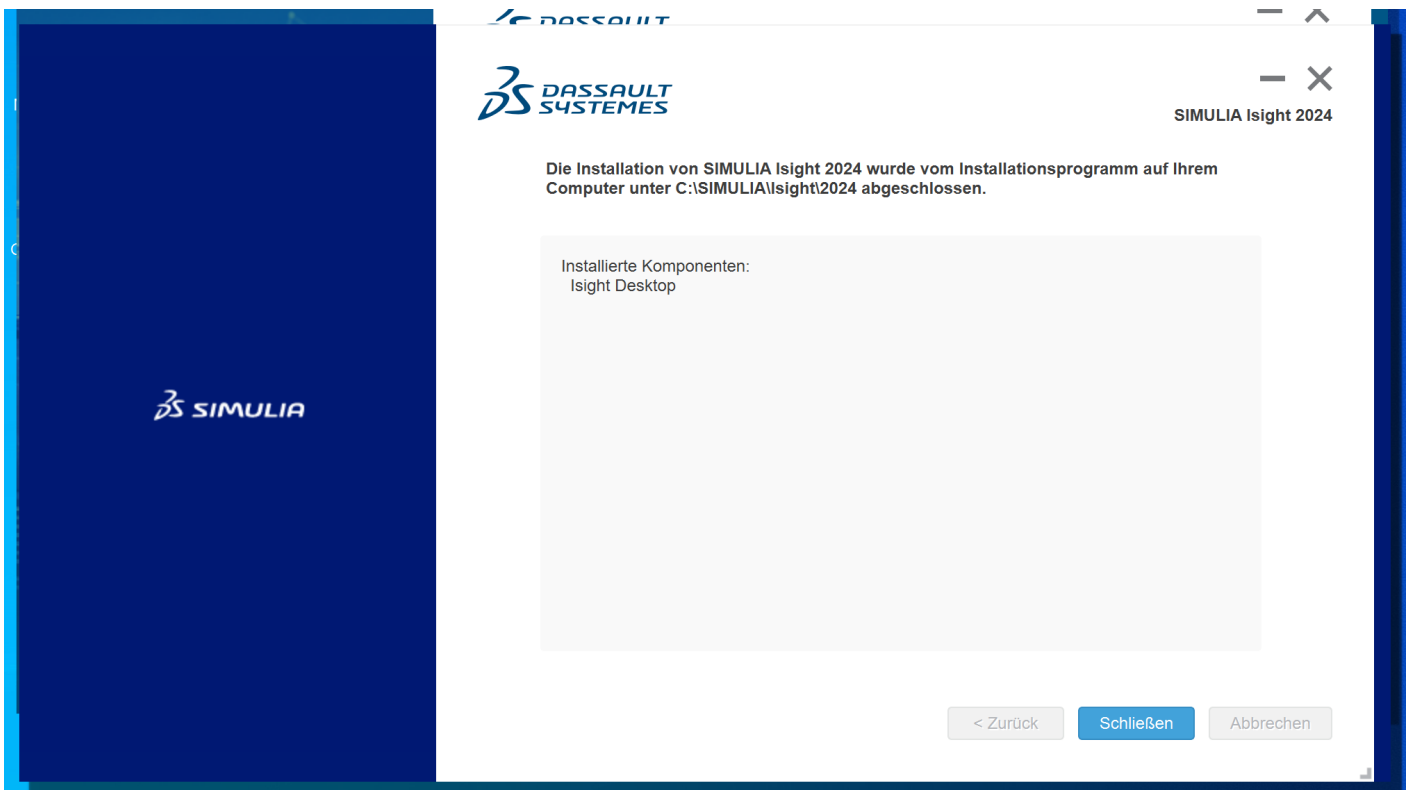 DASSAULT
DASSAULT
SYSTEMES
SIMULIA Isight 2024
Die Installation von SIMULIA Isight 2024 wurde vom Installationsprogramm auf Ihrem
Computer unter C:\SIMULIA\Isight\2024 abgeschlossen.
Installierte Komponenten:
Isight Desktop
SIMULIA
< Zurück
Schließen
Abbrechen